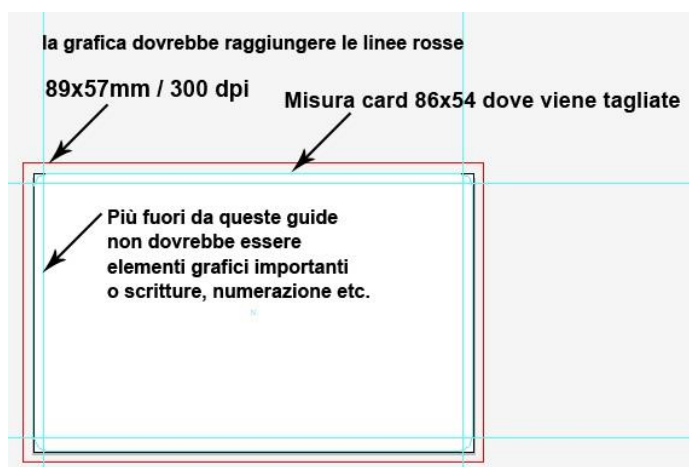 la grafica dovrebbe raggiungere le linee rosse
89x57mm / 300 dpi
Misura card 86x54 dove viene tagliate
Più fuori da queste guide
non dovrebbe essere
elementi grafici importanti
o scritture, numerazione etc.